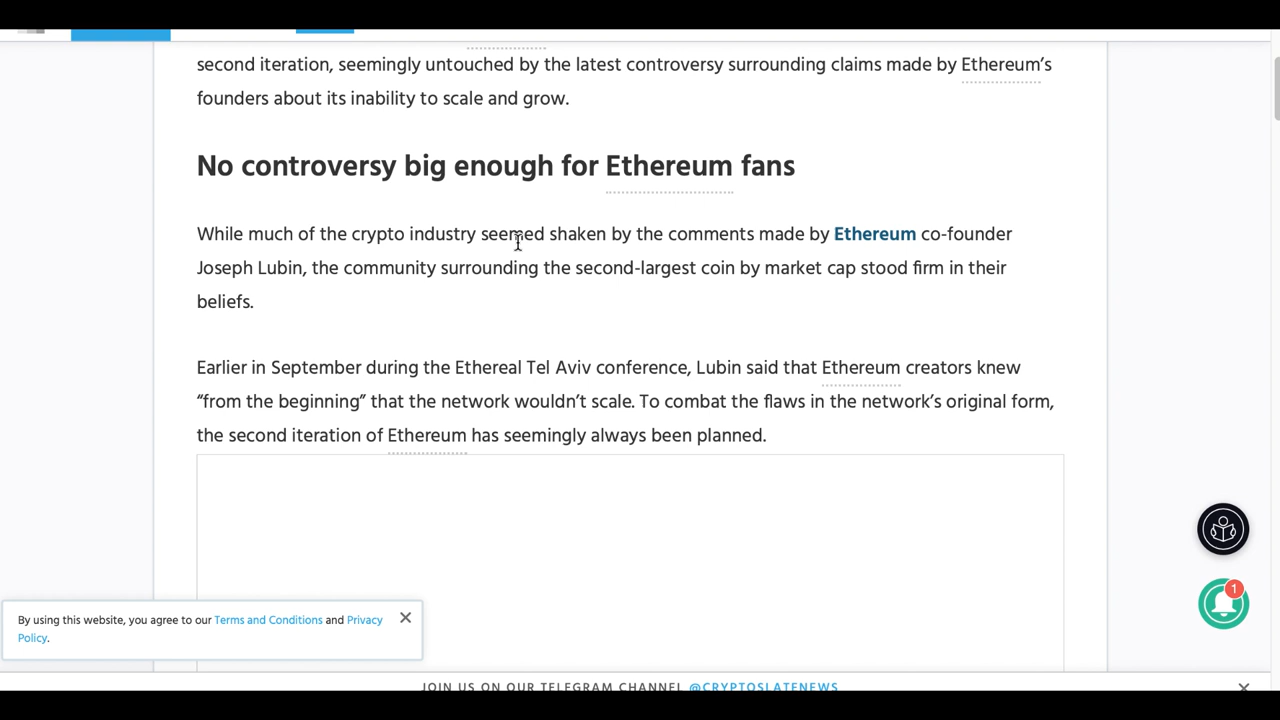 second iteration, seemingly untouched by the latest controversy surrounding claims made by Ethereum’s
founders about its inability to scale and grow.
No controversy big enough for Ethereum fans
While much of the crypto industry seemed shaken by the comments made by Ethereum co-founder
Joseph Lubin, the community surrounding the second-largest coin by market cap stood firm in their
beliefs.
Earlier in September during the Ethereal Tel Aviv conference, Lubin said that Ethereum creators knew
“from the beginning” that the network wouldn’t scale. To combat the flaws in the network’s original form,
the second iteration of Ethereum has seemingly always been planned.
1
By using this website, you agree to our Terms and Conditions and Privacy
Policy.
JOIN US ON OUR TELEGRAM CHANNEL @CRYPTOSLATENEWS